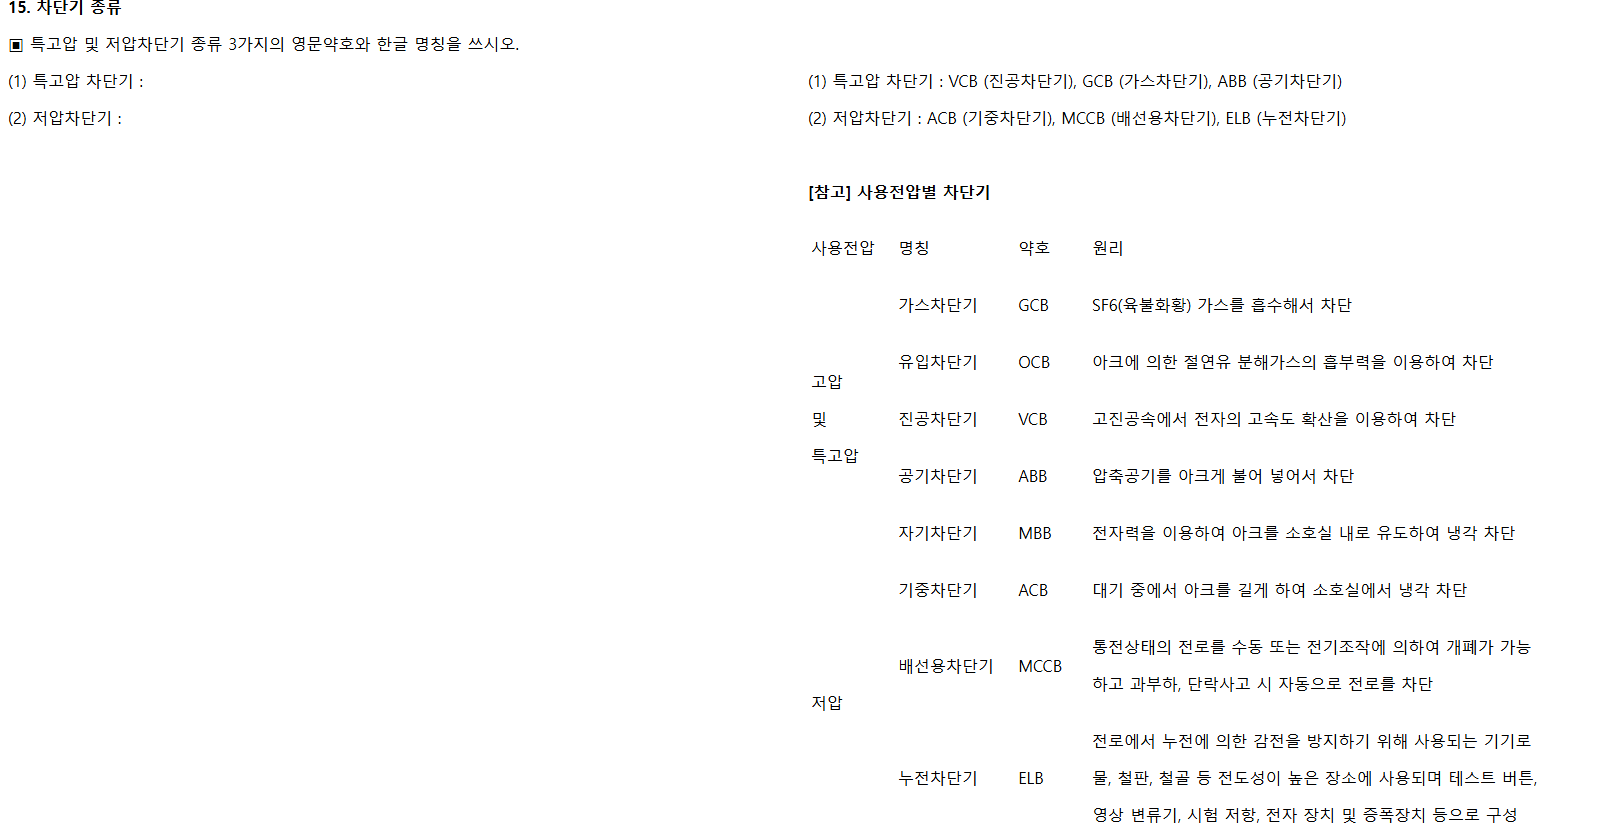 15. 차단기 종류
▣ 특고압 및 저압차단기 종류 3가지의 영문약호와 한글 명칭을 쓰시오.
(1) 특고압 차단기 :
(2) 저압차단기 :
(1) 특고압 차단기 : VCB (진공차단기), GCB (가스차단기), ABB (공기차단기)
(2) 저압차단기 : ACB (기중차단기), MCCB (배선용차단기), ELB (누전차단기)
[참고] 사용전압별 차단기
사용전압 명칭 약호 원리
고압
및
특고압
가스차단기 GCB SF6(육불화황) 가스를 흡수해서 차단
유입차단기 OCB 아크에 의한 절연유 분해가스의 흡부력을 이용하여 차단
진공차단기 VCB 고진공속에서 전자의 고속도 확산을 이용하여 차단
공기차단기 ABB 압축공기를 아크게 불어 넣어서 차단
자기차단기 MBB 전자력을 이용하여 아크를 소호실 내로 유도하여 냉각 차단
저압
기중차단기 ACB 대기 중에서 아크를 길게 하여 소호실에서 냉각 차단
배선용차단기 MCCB 통전상태의 전로를 수동 또는 전기조작에 의하여 개폐가 가능
하고 과부하, 단락사고 시 자동으로 전로를 차단
누전차단기 ELB 전로에서 누전에 의한 감전을 방지하기 위해 사용되는 기기로
물, 철판, 철골 등 전도성이 높은 장소에 사용되며 테스트 버튼,
영상 변류기, 시험 저항, 전자 장치 및 증폭장치 등으로 구성